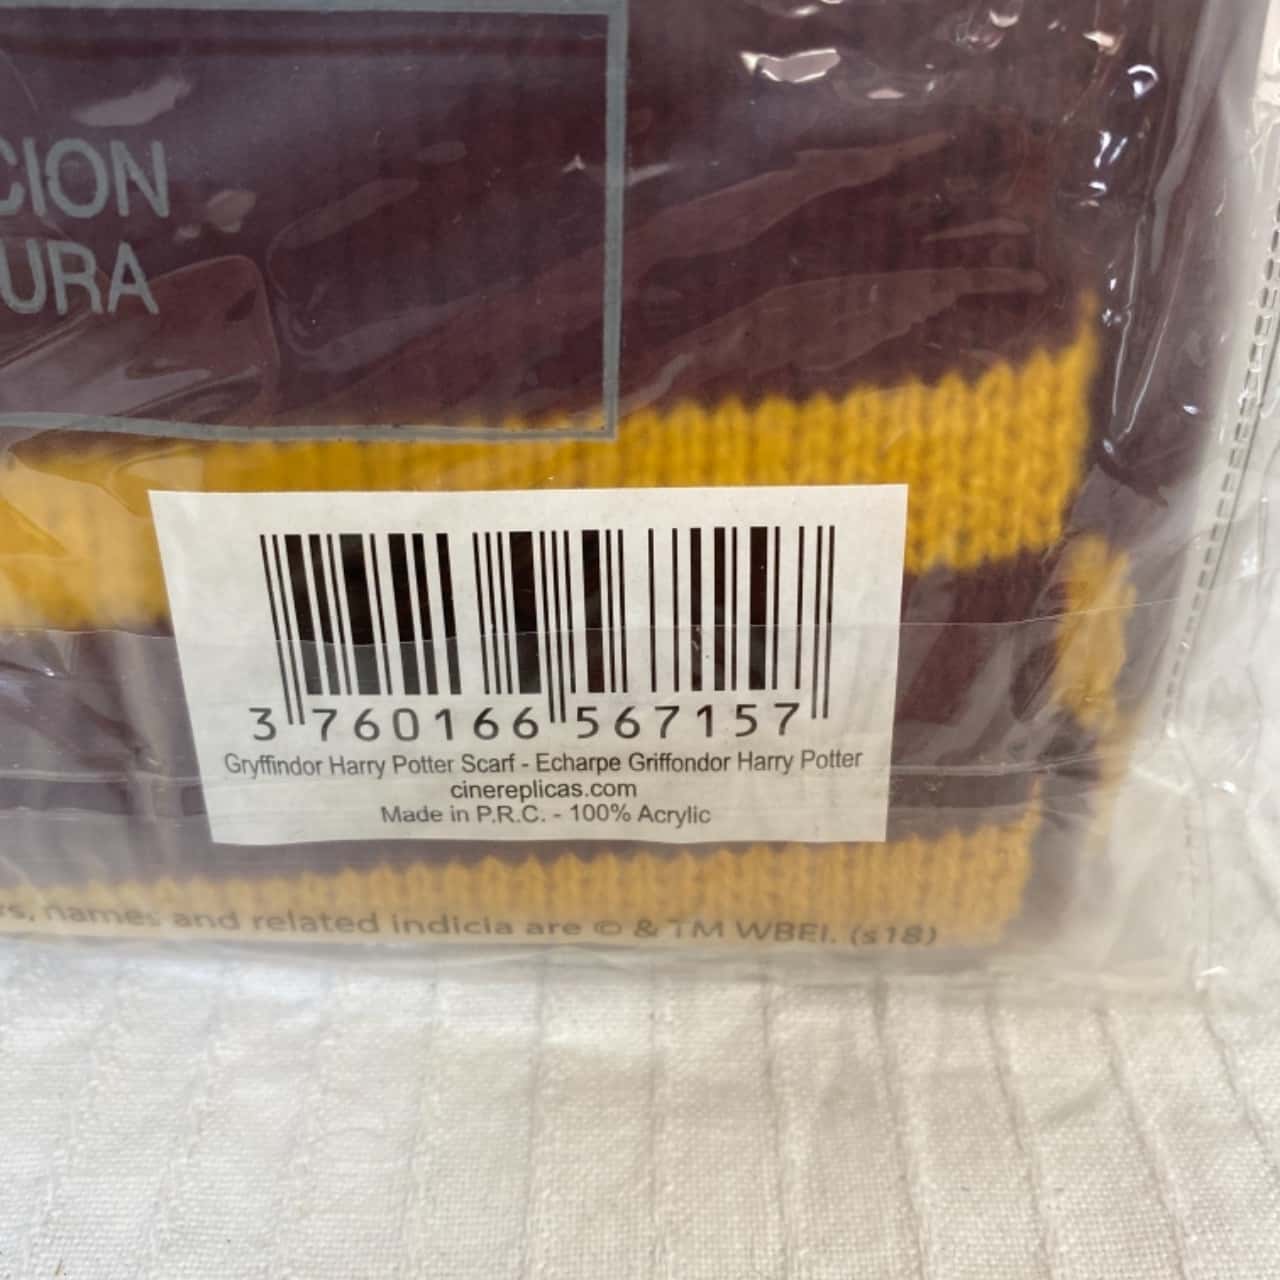 CION
URA
3 760166 567157
Gryffindor Harry Potter Scarf - Echarpe Griffondor Harry Potter
cinereplicas.com
Made in P.R.C. - 100% Acrylic
names and related indicia are © & TM WBEI. (s18)